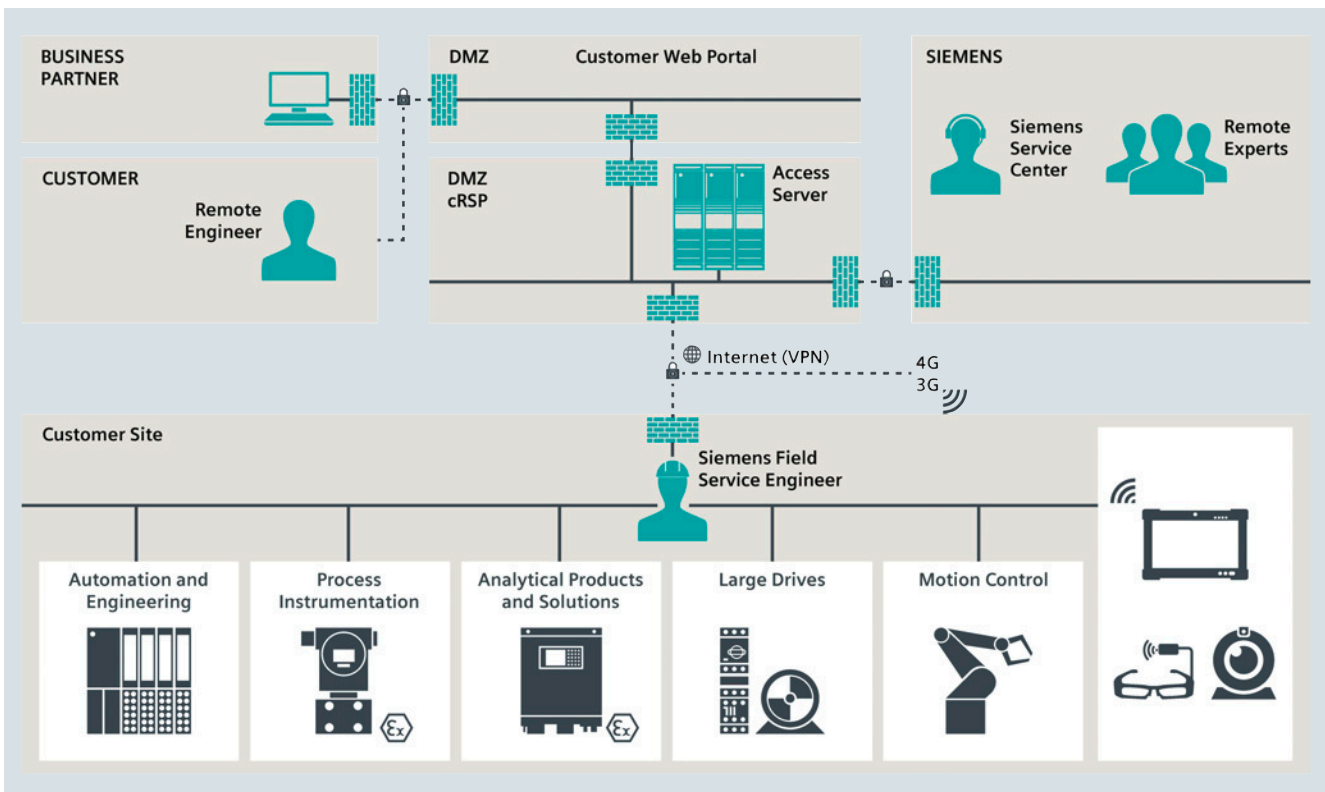 BUSINESS
PARTNER
DMZ
Customer Web Portal
SIEMENS
Siemens
Service
Center
Remote
Experts
CUSTOMER
Remote
Engineer
DMZ
cRSP
Access
Server
Internet (VPN)
4G
3G
Customer Site
Siemens Field
Service Engineer
Automation and
Engineering
Process
Instrumentation
Ex
Analytical Products
and Solutions
Ex
Large Drives
Motion Control